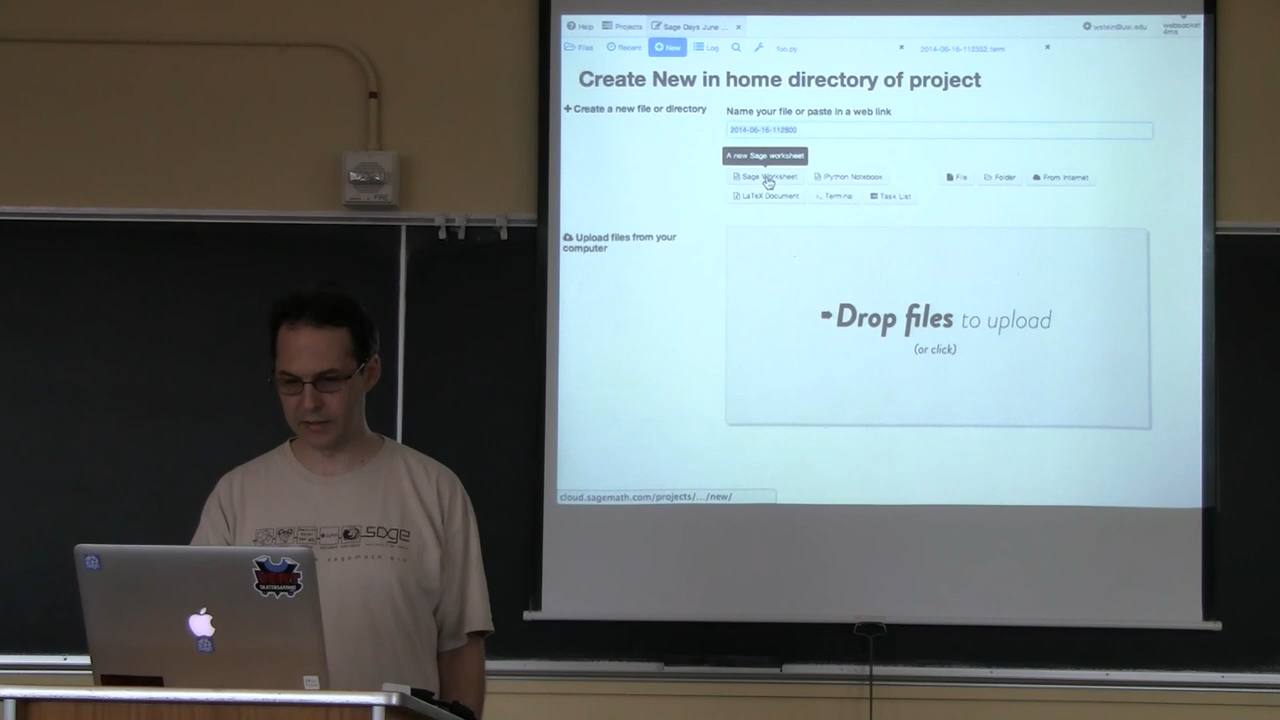 Help Projects Sage Days June ... × wstein@uw.edu websocket
4ms
Files Recent New Log foo.py × 2014-06-16-112552.term ×
Create New in home directory of project
Create a new file or directory
Name your file or paste in a web link
2014-06-16-112800
A new Sage worksheet
Sage Worksheet IPython Notebook File Folder From Internet
LaTeX Document Terminal Task List
Upload files from your
computer
Drop files to upload
(or click)
cloud.sagemath.com/projects/.../new/
sage
FIRE